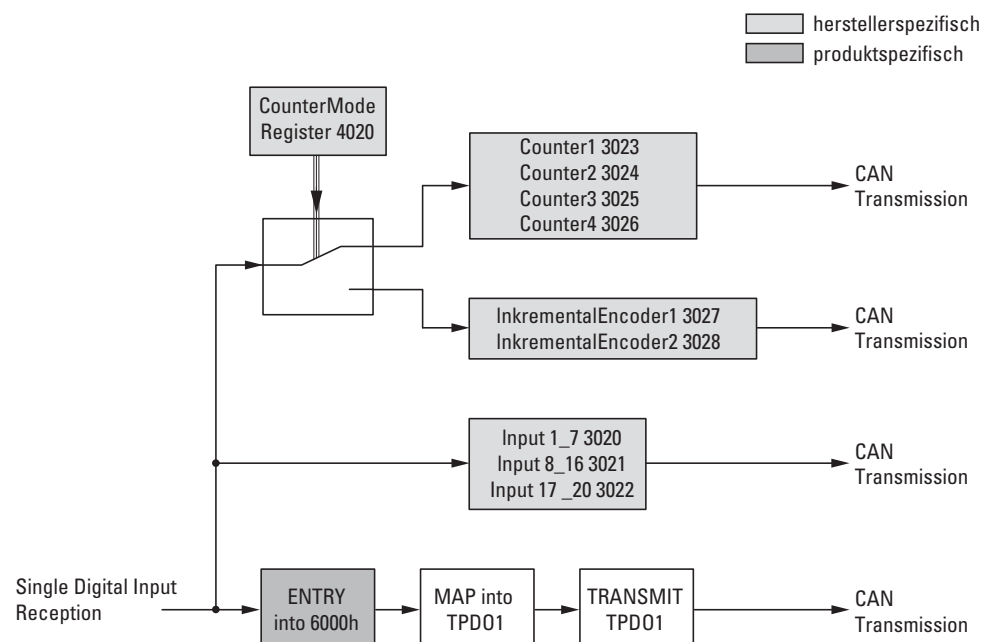 herstellerspezifisch
produktspezifisch
CounterMode
Register 4020
Counter1 3023
Counter2 3024
Counter3 3025
Counter4 3026
CAN
Transmission
InkrementalEncoder1 3027
InkrementalEncoder2 3028
CAN
Transmission
Input 1_7 3020
Input 8_16 3021
Input 17 _20 3022
CAN
Transmission
Single Digital Input
Reception
ENTRY
into 6000h
MAP into
TPDO1
TRANSMIT
TPDO1
CAN
Transmission